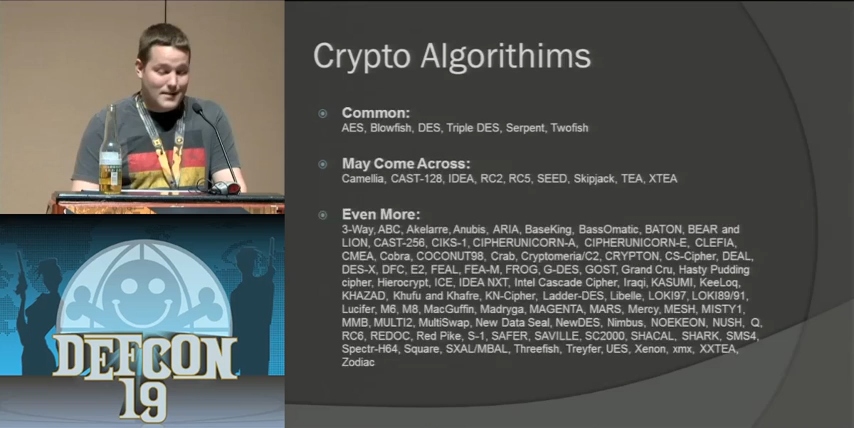 Crypto Algorithims
Common:
AES, Blowfish, DES, Triple DES, Serpent, Twofish
May Come Across:
Camellia, CAST-128, IDEA, RC2, RC5, SEED, Skipjack, TEA, XTEA
Even More:
3-Way, ABC, Akelarre, Anubis, ARIA, BaseKing, BassOmatic, BATON, BEAR and
LION, CAST-256, CIKS-1, CIPHERUNICORN-A, CIPHERUNICORN-E, CLEFIA,
CMEA, Cobra, COCONUT98, Crab, Cryptomeria/C2, CRYPTON, CS-Cipher, DEAL,
DES-X, DFC, E2, FEAL, FEA-M, FROG, G-DES, GOST, Grand Cru, Hasty Pudding
cipher, Hierocrypt, ICE, IDEA NXT, Intel Cascade Cipher, Iraqi, KASUMI, KeeLoq,
KHAZAD, Khufu and Khafre, KN-Cipher, Ladder-DES, Libelle, LOKI97, LOKI89/91,
Lucifer, M6, M8, MacGuffin, Madryga, MAGENTA, MARS, Mercy, MESH, MISTY1,
MMB, MULTI2, MultiSwap, New Data Seal, NewDES, Nimbus, NOEKEON, NUSH, Q,
RC6, REDOC, Red Pike, S-1, SAFER, SAVILLE, SC2000, SHACAL, SHARK, SMS4,
Spectr-H64, Square, SXAL/MBAL, Threefish, Treyfer, UES, Xenon, xmx, XXTEA,
Zodiac
DEFCON
19